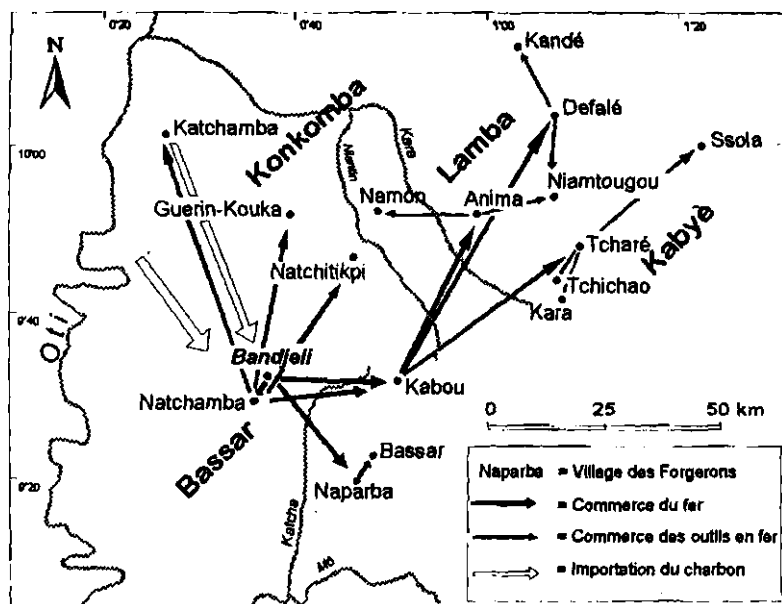 0°20
0°40
1°00
1°20
N
Kandé
Katchamba
Konkomba
Kara
Lamba
Defalé
10°00
Ssola
Niamtougou
Namon
Anima
Guerin-Kouka
Tcharé
Kabyè
Natchitikpi
Tchichao
Kara
9°40
Oti
Bandjeli
Natchamba
Kabou
0 25 50 km
Bassar
Bassar
9°20
Naparba
Katcha
Naparba = Village des Forgerons
= Commerce du fer
= Commerce des outils en fer
= Importation du charbon